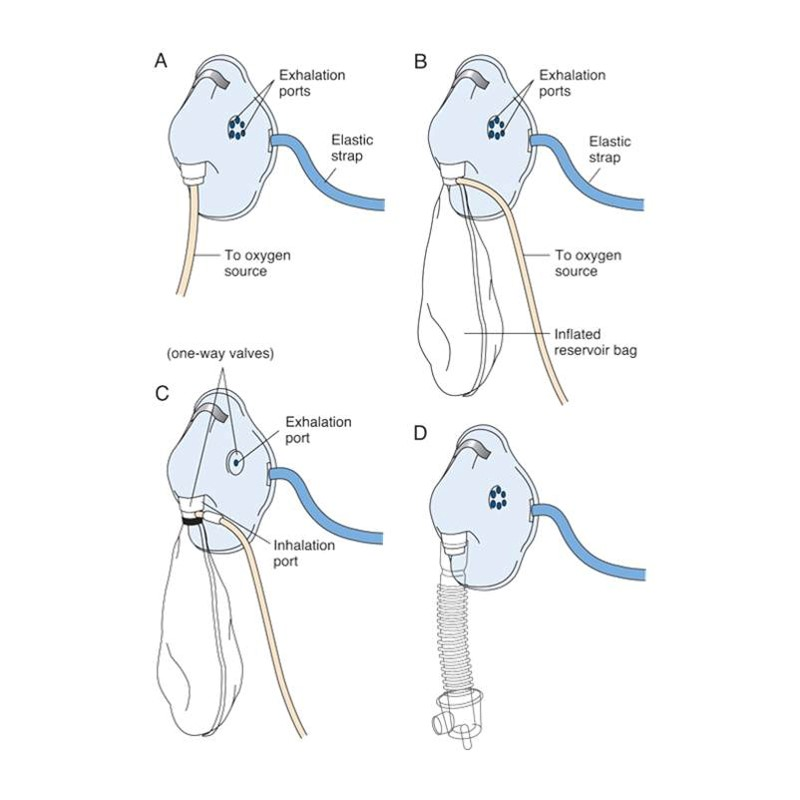 A
Exhalation
ports
Elastic
strap
To oxygen
source
B
Exhalation
ports
Elastic
strap
To oxygen
source
Inflated
reservoir bag
(one-way valves)
C
Exhalation
port
Inhalation
port
D